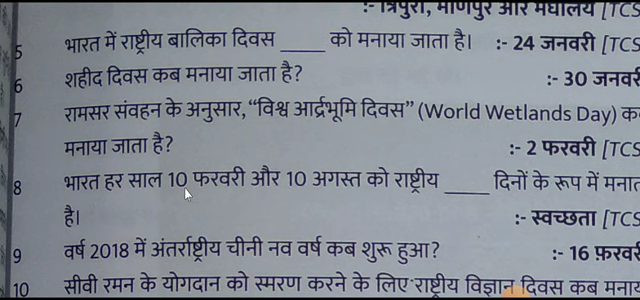 :- त्रिपुरा, मणिपुर और मेघालय [TCS
5 भारत में राष्ट्रीय बालिका दिवस _____ को मनाया जाता है। :- 24 जनवरी [TCS
6 शहीद दिवस कब मनाया जाता है? :- 30 जनवरी
7 रामसर संवहन के अनुसार, “विश्व आर्द्रभूमि दिवस” (World Wetlands Day) क
मनाया जाता है? :- 2 फरवरी [TCS
8 भारत हर साल 10 फरवरी और 10 अगस्त को राष्ट्रीय _____ दिनों के रूप में मनात
है। :- स्वच्छता [TCS
9 वर्ष 2018 में अंतर्राष्ट्रीय चीनी नव वर्ष कब शुरू हुआ? :- 16 फ़रवरी
10 सीवी रमन के योगदान को स्मरण करने के लिए राष्ट्रीय विज्ञान दिवस कब मनाय